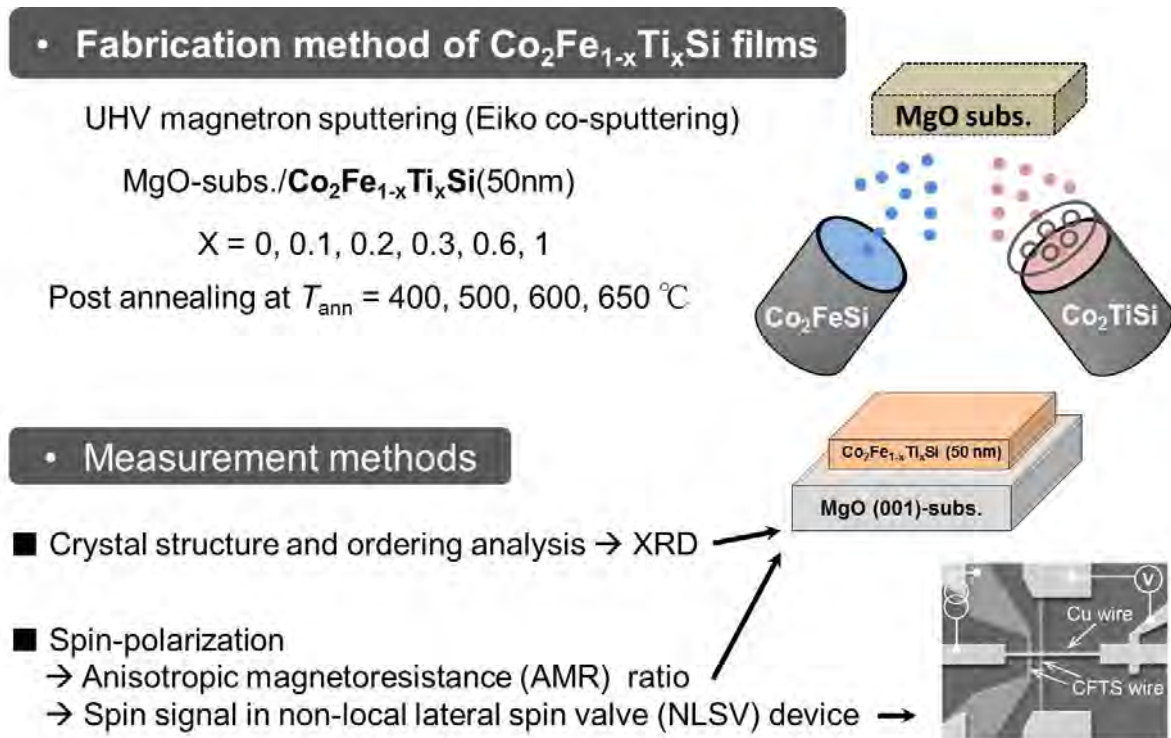 • Fabrication method of Co₂Fe₁₋ₓTiₓSi films
UHV magnetron sputtering (Eiko co-sputtering)
MgO-subs./Co₂Fe₁₋ₓTiₓSi(50nm)
X = 0, 0.1, 0.2, 0.3, 0.6, 1
Post annealing at Tₐₙₙ = 400, 500, 600, 650 ℃
MgO subs.
Co₂FeSi
Co₂TiSi
• Measurement methods
Co₂Fe₁₋ₓTiₓSi (50 nm)
MgO (001)-subs.
■ Crystal structure and ordering analysis → XRD
■ Spin-polarization
→ Anisotropic magnetoresistance (AMR) ratio
→ Spin signal in non-local lateral spin valve (NLSV) device
V
Cu wire
CFTS wire